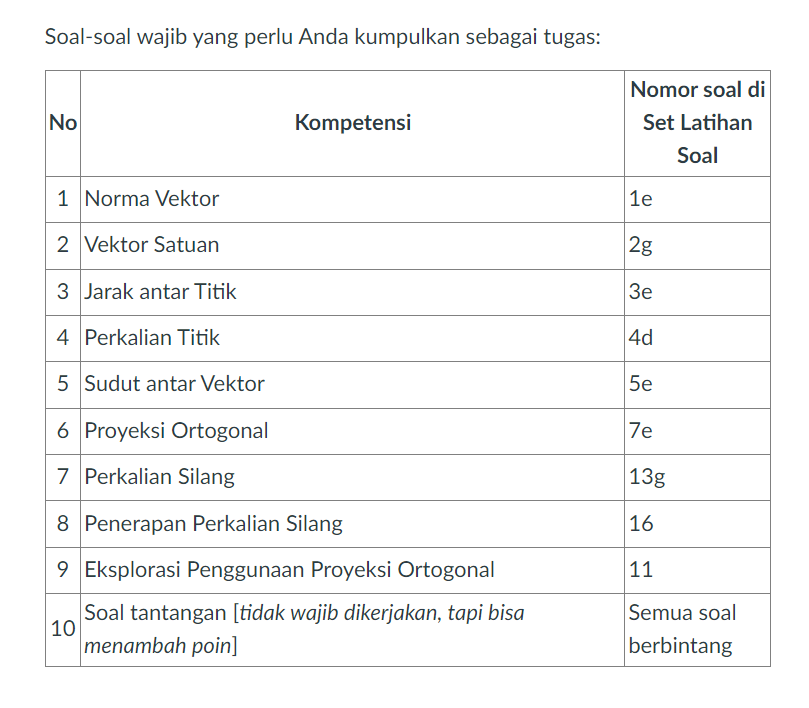 Soal-soal wajib yang perlu Anda kumpulkan sebagai tugas:
No Kompetensi Nomor soal di Set Latihan Soal
1 Norma Vektor 1e
2 Vektor Satuan 2g
3 Jarak antar Titik 3e
4 Perkalian Titik 4d
5 Sudut antar Vektor 5e
6 Proyeksi Ortogonal 7e
7 Perkalian Silang 13g
8 Penerapan Perkalian Silang 16
9 Eksplorasi Penggunaan Proyeksi Ortogonal 11
10 Soal tantangan [tidak wajib dikerjakan, tapi bisa menambah poin] Semua soal berbintang